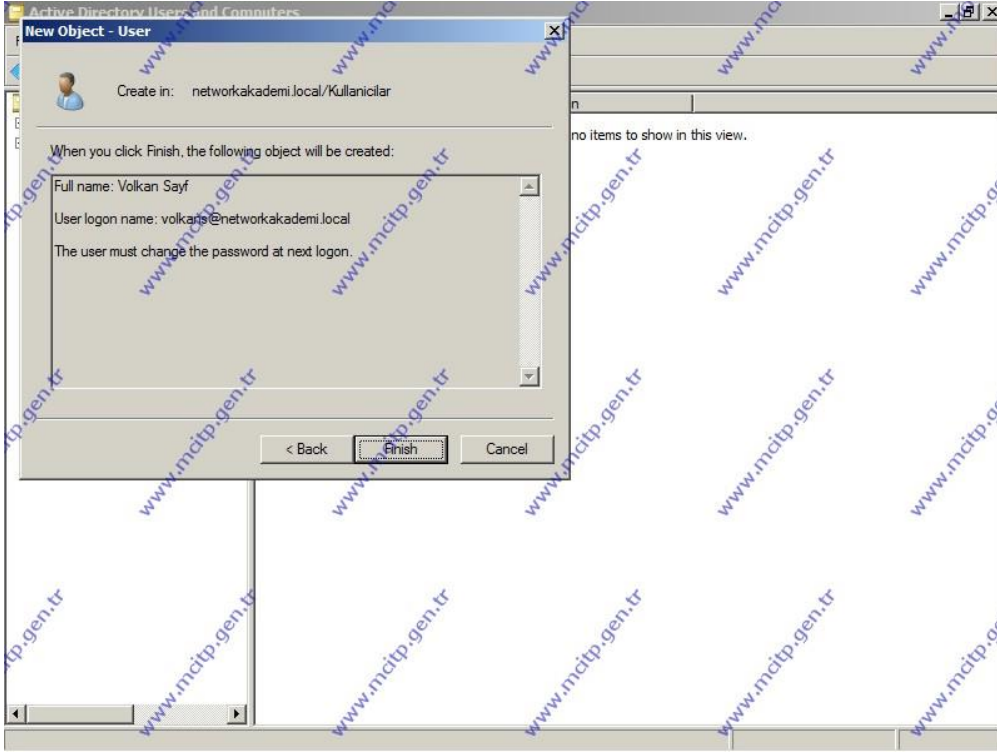 Active Directory Users and Computers
New Object - User
Create in: networkakademi.local/Kullanicilar
no items to show in this view.
When you click Finish, the following object will be created:
Full name: Volkan Sayf
User logon name: volkans@networkakademi.local
The user must change the password at next logon.
< Back Finish Cancel
www.mcitp.gen.tr